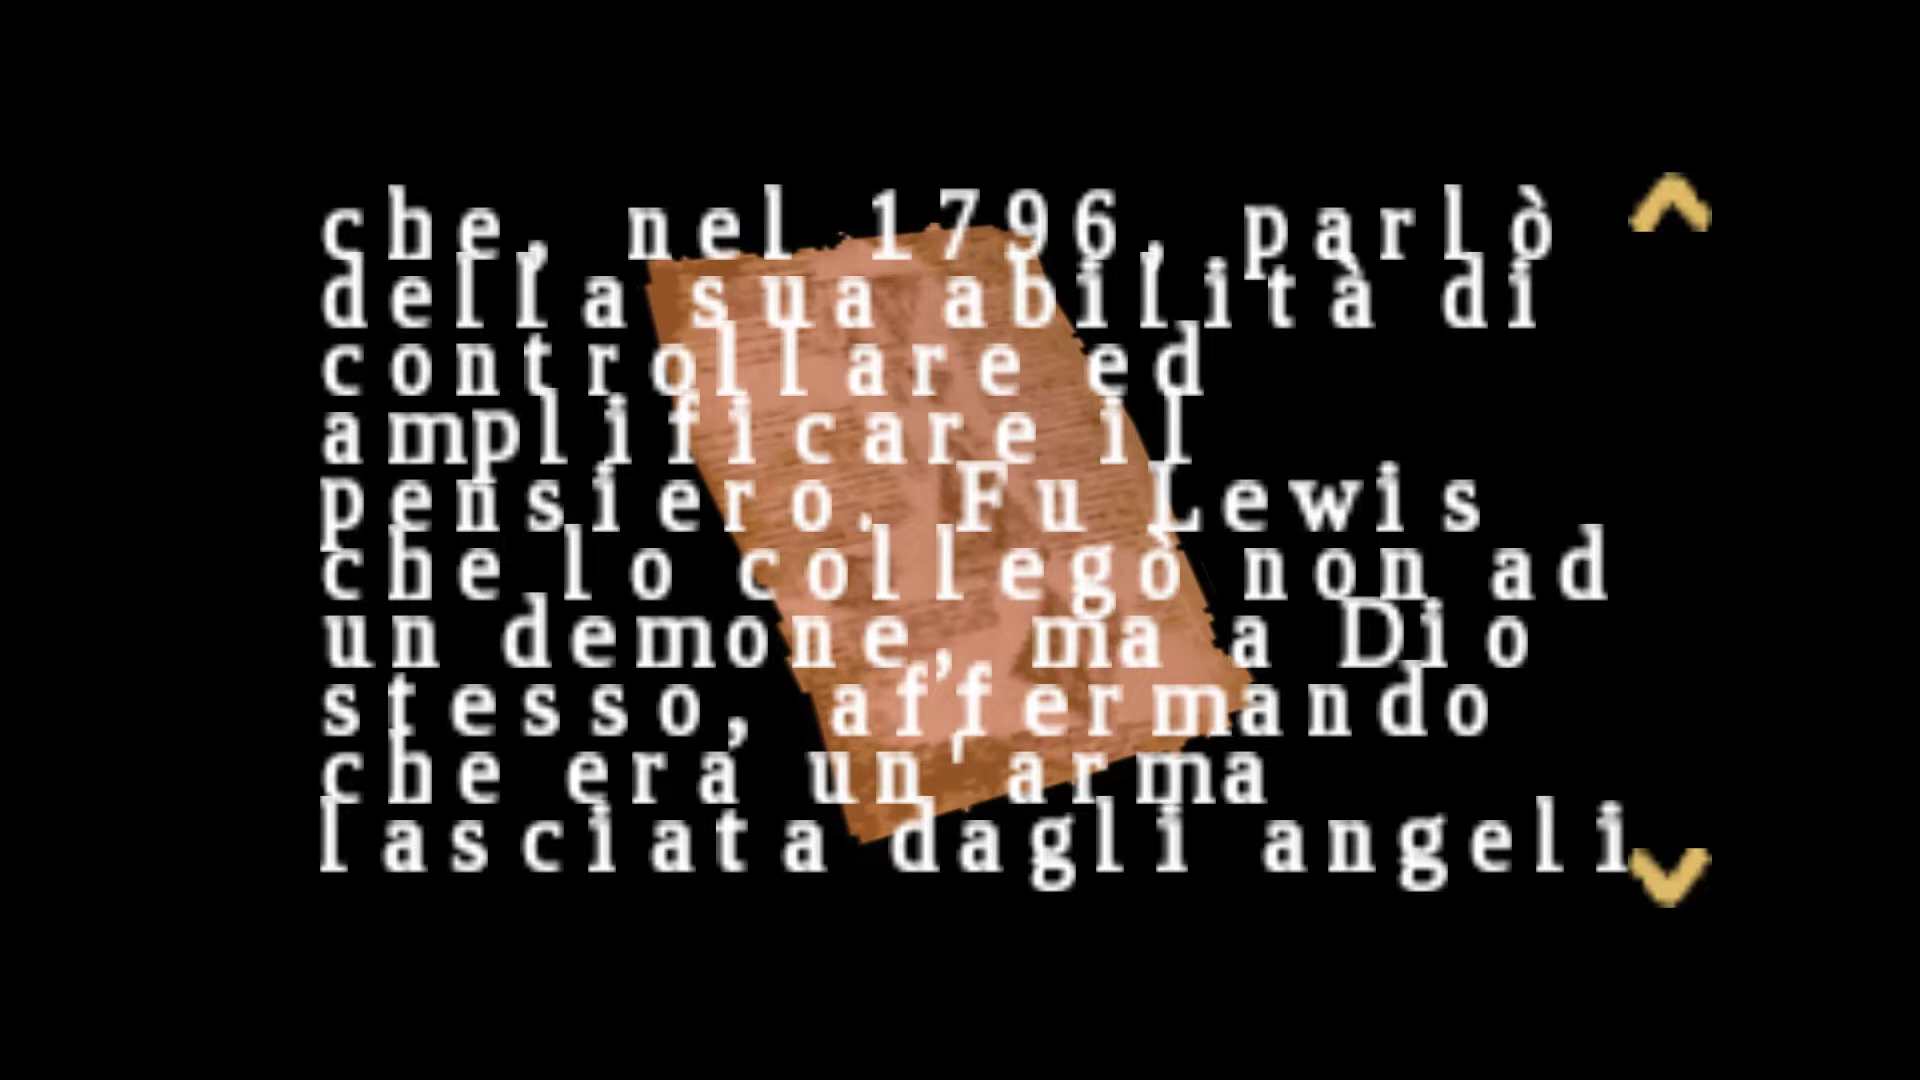 che, nel 1796, parlò
della sua abilità di
controllare ed
amplificare il
pensiero. Fu Lewis
che lo collegò non ad
un demone, ma a Dio
stesso, affermando
che era un'arma
lasciata dagli angeli